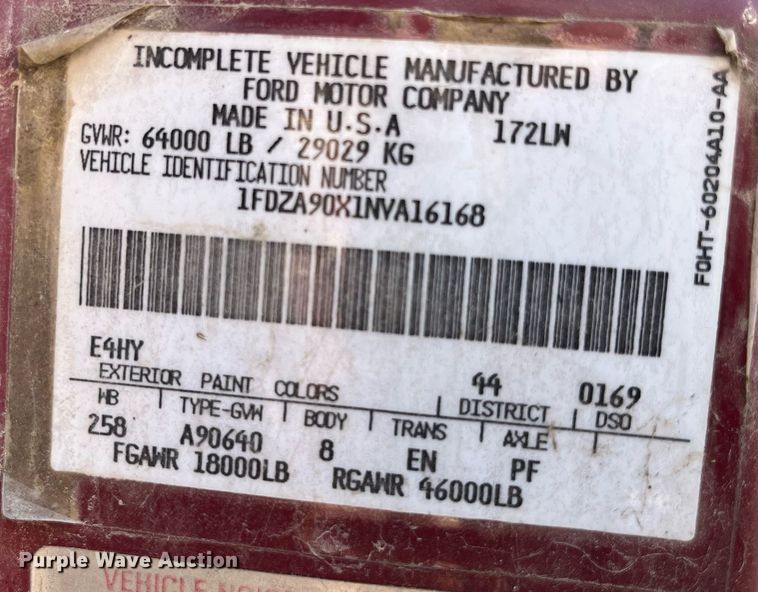 INCOMPLETE VEHICLE MANUFACTURED BY
FORD MOTOR COMPANY
MADE IN U.S.A 172LW
GVWR: 64000 LB / 29029 KG
VEHICLE IDENTIFICATION NUMBER
1FDZA90X1NVA16168
F0HT-60204A10-AA
E4HY 44 0169
EXTERIOR PAINT COLORS DISTRICT DSO
WB TYPE-GVW BODY TRANS AXLE
258 A90640 8 EN PF
FGAWR 18000LB RGAWR 46000LB
Purple Wave Auction
VEHICLE